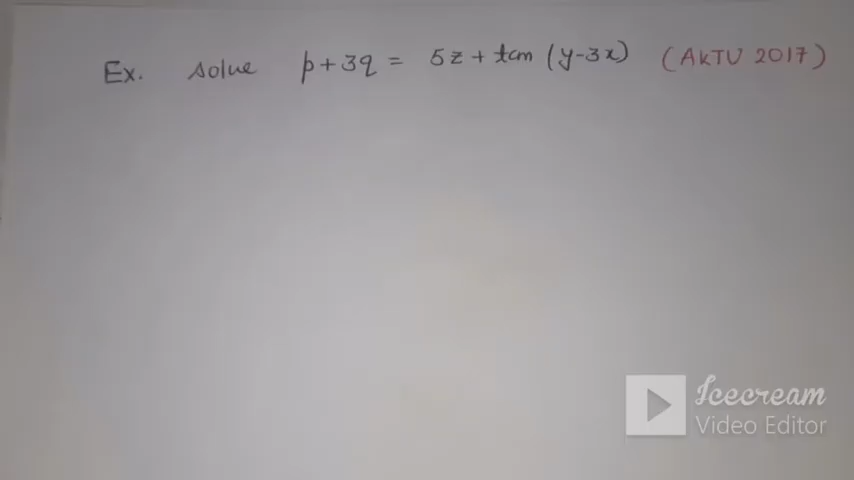 Ex. solve p+3q = 5z + tan (y-3x) (AKTU 2017)
Icecream
Video Editor